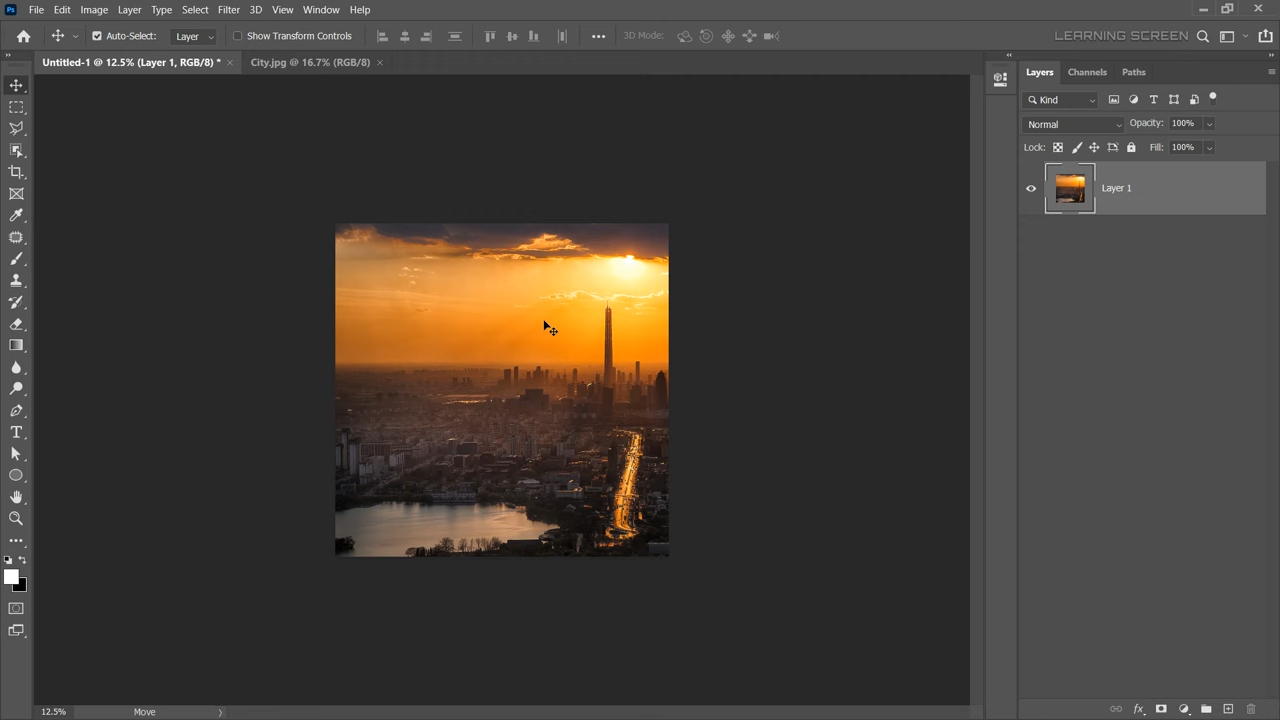 Ps File Edit Image Layer Type Select Filter 3D View Window Help
Auto-Select: Layer Show Transform Controls 3D Mode: LEARNING SCREEN
Untitled-1 @ 12.5% (Layer 1, RGB/8) * × City.jpg @ 16.7% (RGB/8) ×
Layers Channels Paths
Kind
Normal Opacity: 100%
Lock: Fill: 100%
Layer 1
12.5% Move